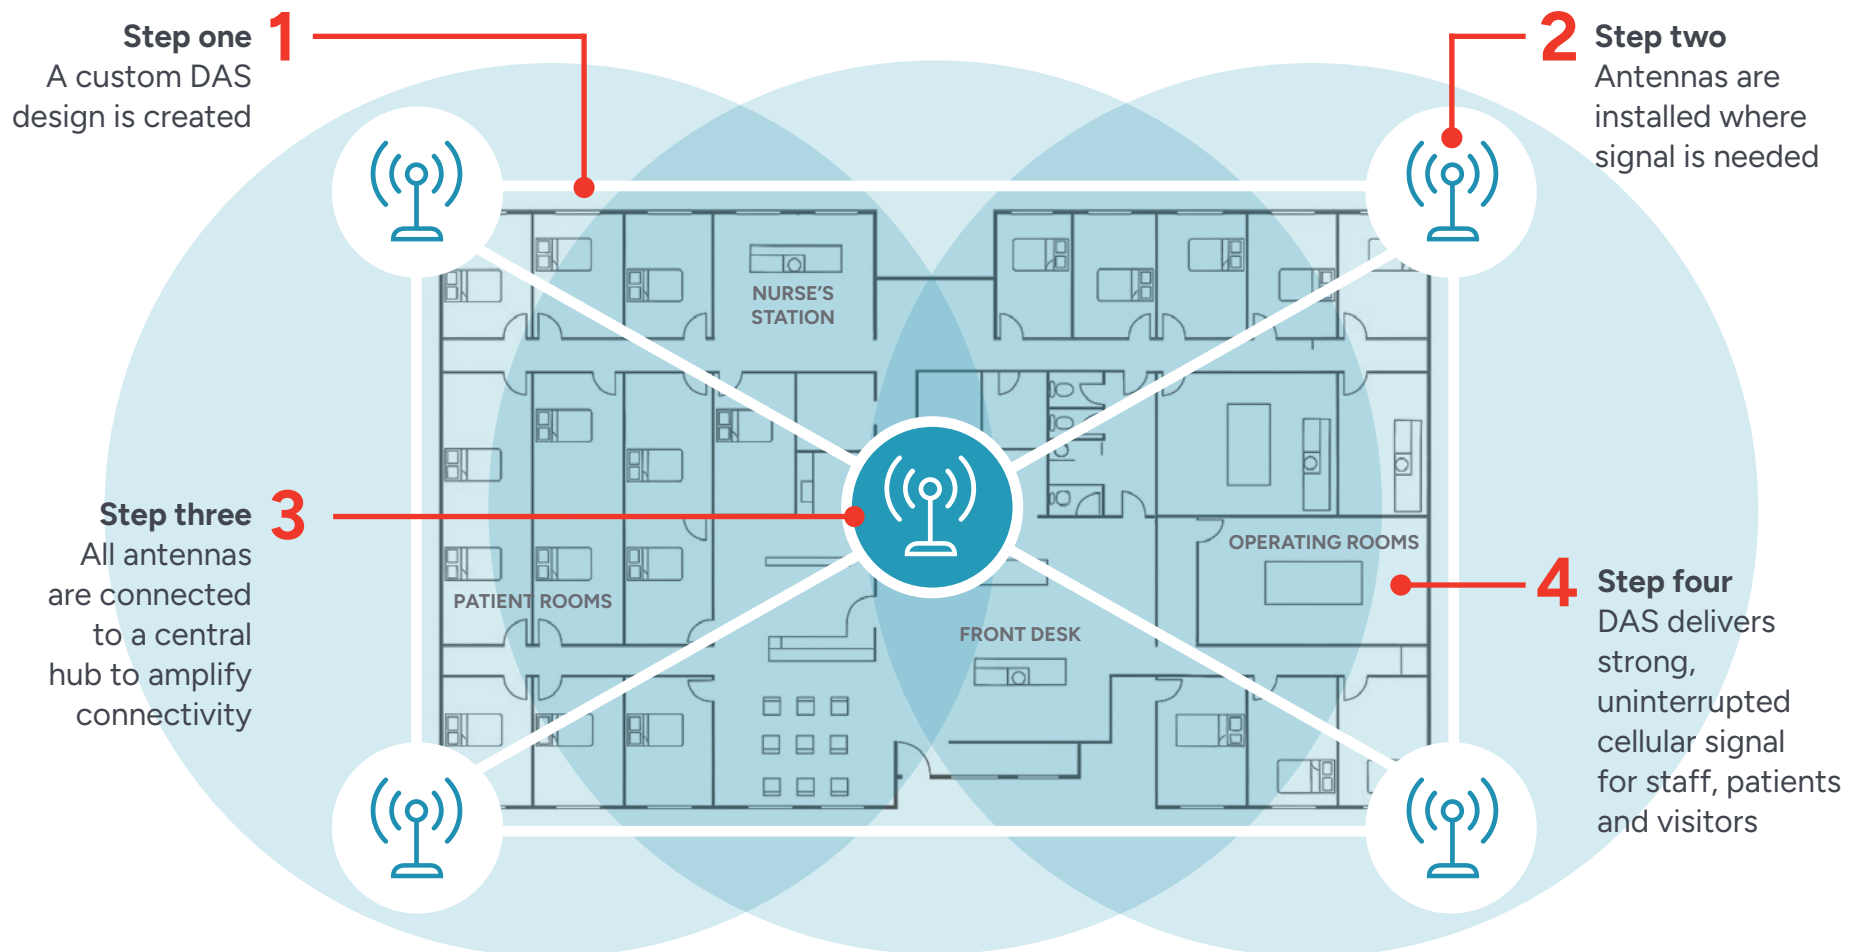 1
Step one
A custom DAS
design is created
2
Step two
Antennas are
installed where
signal is needed
NURSE'S
STATION
3
Step three
All antennas
are connected
to a central
hub to amplify
connectivity
PATIENT ROOMS
FRONT DESK
OPERATING ROOMS
4
Step four
DAS delivers
strong,
uninterrupted
cellular signal
for staff, patients
and visitors